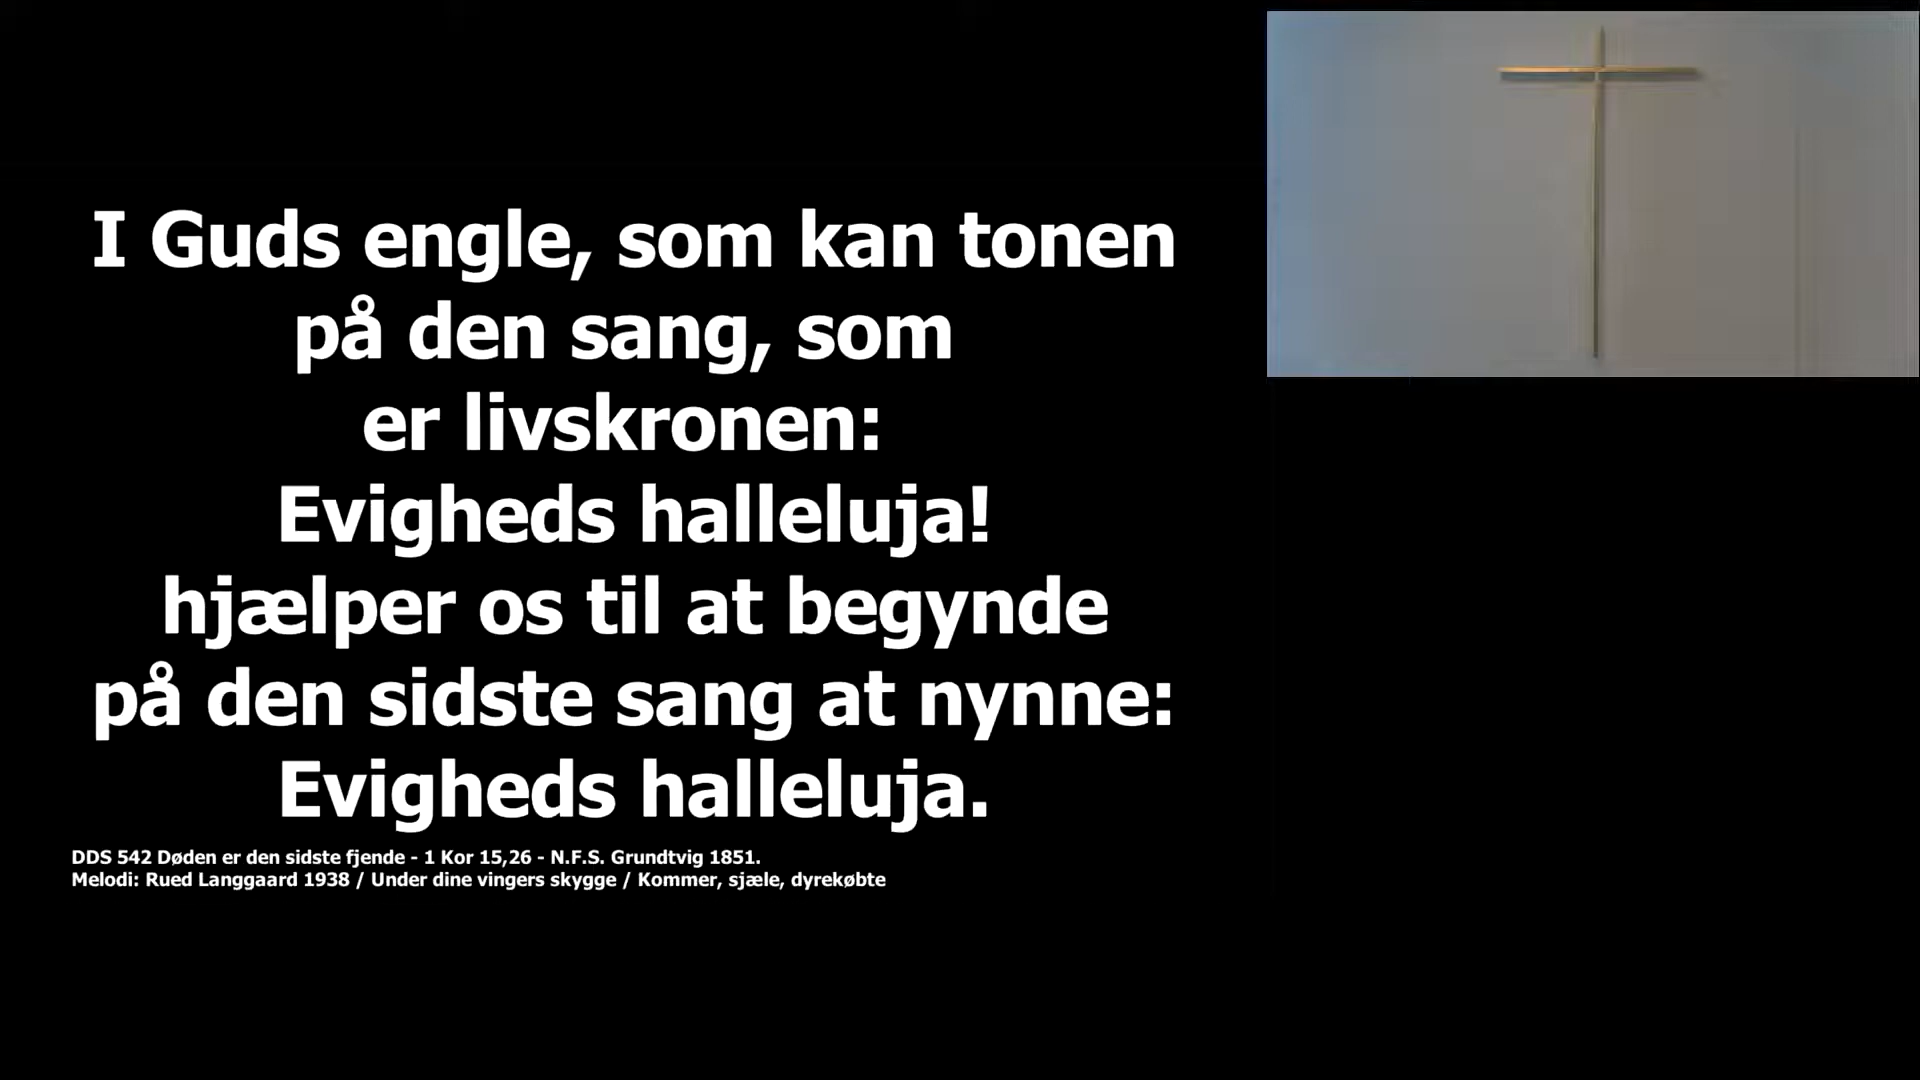 I Guds engle, som kan tonen
på den sang, som
er livskronen:
Evigheds halleluja!
hjælper os til at begynde
på den sidste sang at nynne:
Evigheds halleluja.
DDS 542 Døden er den sidste fjende - 1 Kor 15,26 - N.F.S. Grundtvig 1851.
Melodi: Rued Langgaard 1938 / Under dine vingers skygge / Kommer, sjæle, dyrekøbte